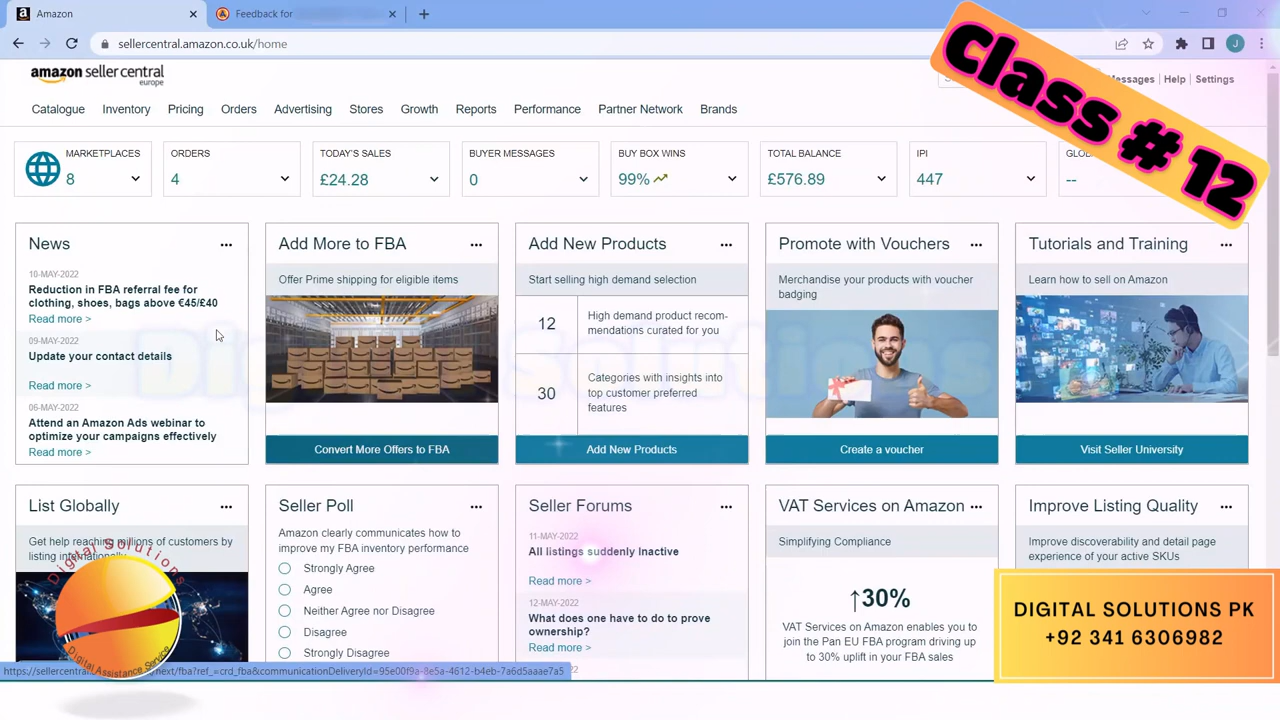 Amazon
Feedback for
sellercentral.amazon.co.uk/home
J
amazon seller central
europe
Messages Help Settings
Class # 12
Catalogue Inventory Pricing Orders Advertising Stores Growth Reports Performance Partner Network Brands
MARKETPLACES
8
ORDERS
4
TODAY'S SALES
£24.28
BUYER MESSAGES
0
BUY BOX WINS
99%
TOTAL BALANCE
£576.89
IPI
447
--
News
10-MAY-2022
Reduction in FBA referral fee for
clothing, shoes, bags above €45/£40
Read more >
09-MAY-2022
Update your contact details
Read more >
06-MAY-2022
Attend an Amazon Ads webinar to
optimize your campaigns effectively
Read more >
Add More to FBA
Offer Prime shipping for eligible items
Convert More Offers to FBA
Add New Products
Start selling high demand selection
12
High demand product recom-
mendations curated for you
30
Categories with insights into
top customer preferred
features
Add New Products
Promote with Vouchers
Merchandise your products with voucher
badging
Create a voucher
Tutorials and Training
Learn how to sell on Amazon
Visit Seller University
List Globally
Get help reaching millions of customers by
listing internationally
Seller Poll
Amazon clearly communicates how to
improve my FBA inventory performance
Strongly Agree
Agree
Neither Agree nor Disagree
Disagree
Strongly Disagree
Seller Forums
11-MAY-2022
All listings suddenly Inactive
Read more >
12-MAY-2022
What does one have to do to prove
ownership?
Read more >
VAT Services on Amazon
Simplifying Compliance
↑30%
VAT Services on Amazon enables you to
join the Pan EU FBA program driving up
to 30% uplift in your FBA sales
Improve Listing Quality
Improve discoverability and detail page
experience of your active SKUs
Digital Solutions
Digital Assistance Service
DIGITAL SOLUTIONS PK
+92 341 6306982